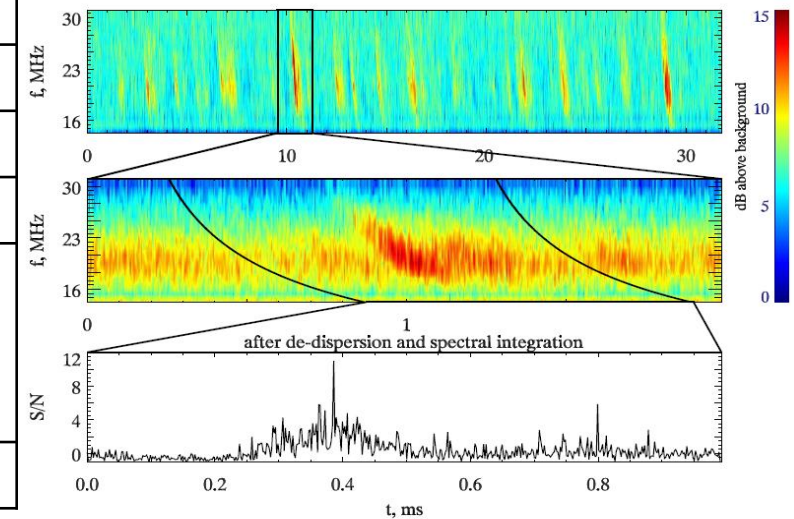 30
23
16
f, MHz
0 10 20 30
30
23
16
f, MHz
0 1
after de-dispersion and spectral integration
12
8
4
0
S/N
0.0 0.2 0.4 0.6 0.8
t, ms
15
10
5
0
dB above background